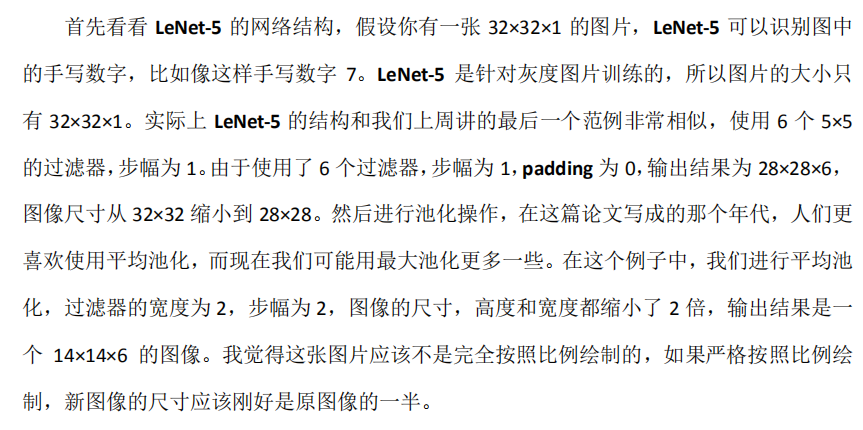 首先看看 LeNet-5 的网络结构，假设你有一张 32×32×1 的图片，LeNet-5 可以识别图中
的手写数字，比如像这样手写数字 7。LeNet-5 是针对灰度图片训练的，所以图片的大小只
有 32×32×1。实际上 LeNet-5 的结构和我们上周讲的最后一个范例非常相似，使用 6 个 5×5
的过滤器，步幅为 1。由于使用了 6 个过滤器，步幅为 1，padding 为 0，输出结果为 28×28×6，
图像尺寸从 32×32 缩小到 28×28。然后进行池化操作，在这篇论文写成的那个年代，人们更
喜欢使用平均池化，而现在我们可能用最大池化更多一些。在这个例子中，我们进行平均池
化，过滤器的宽度为 2，步幅为 2，图像的尺寸，高度和宽度都缩小了 2 倍，输出结果是一
个 14×14×6 的图像。我觉得这张图片应该不是完全按照比例绘制的，如果严格按照比例绘
制，新图像的尺寸应该刚好是原图像的一半。